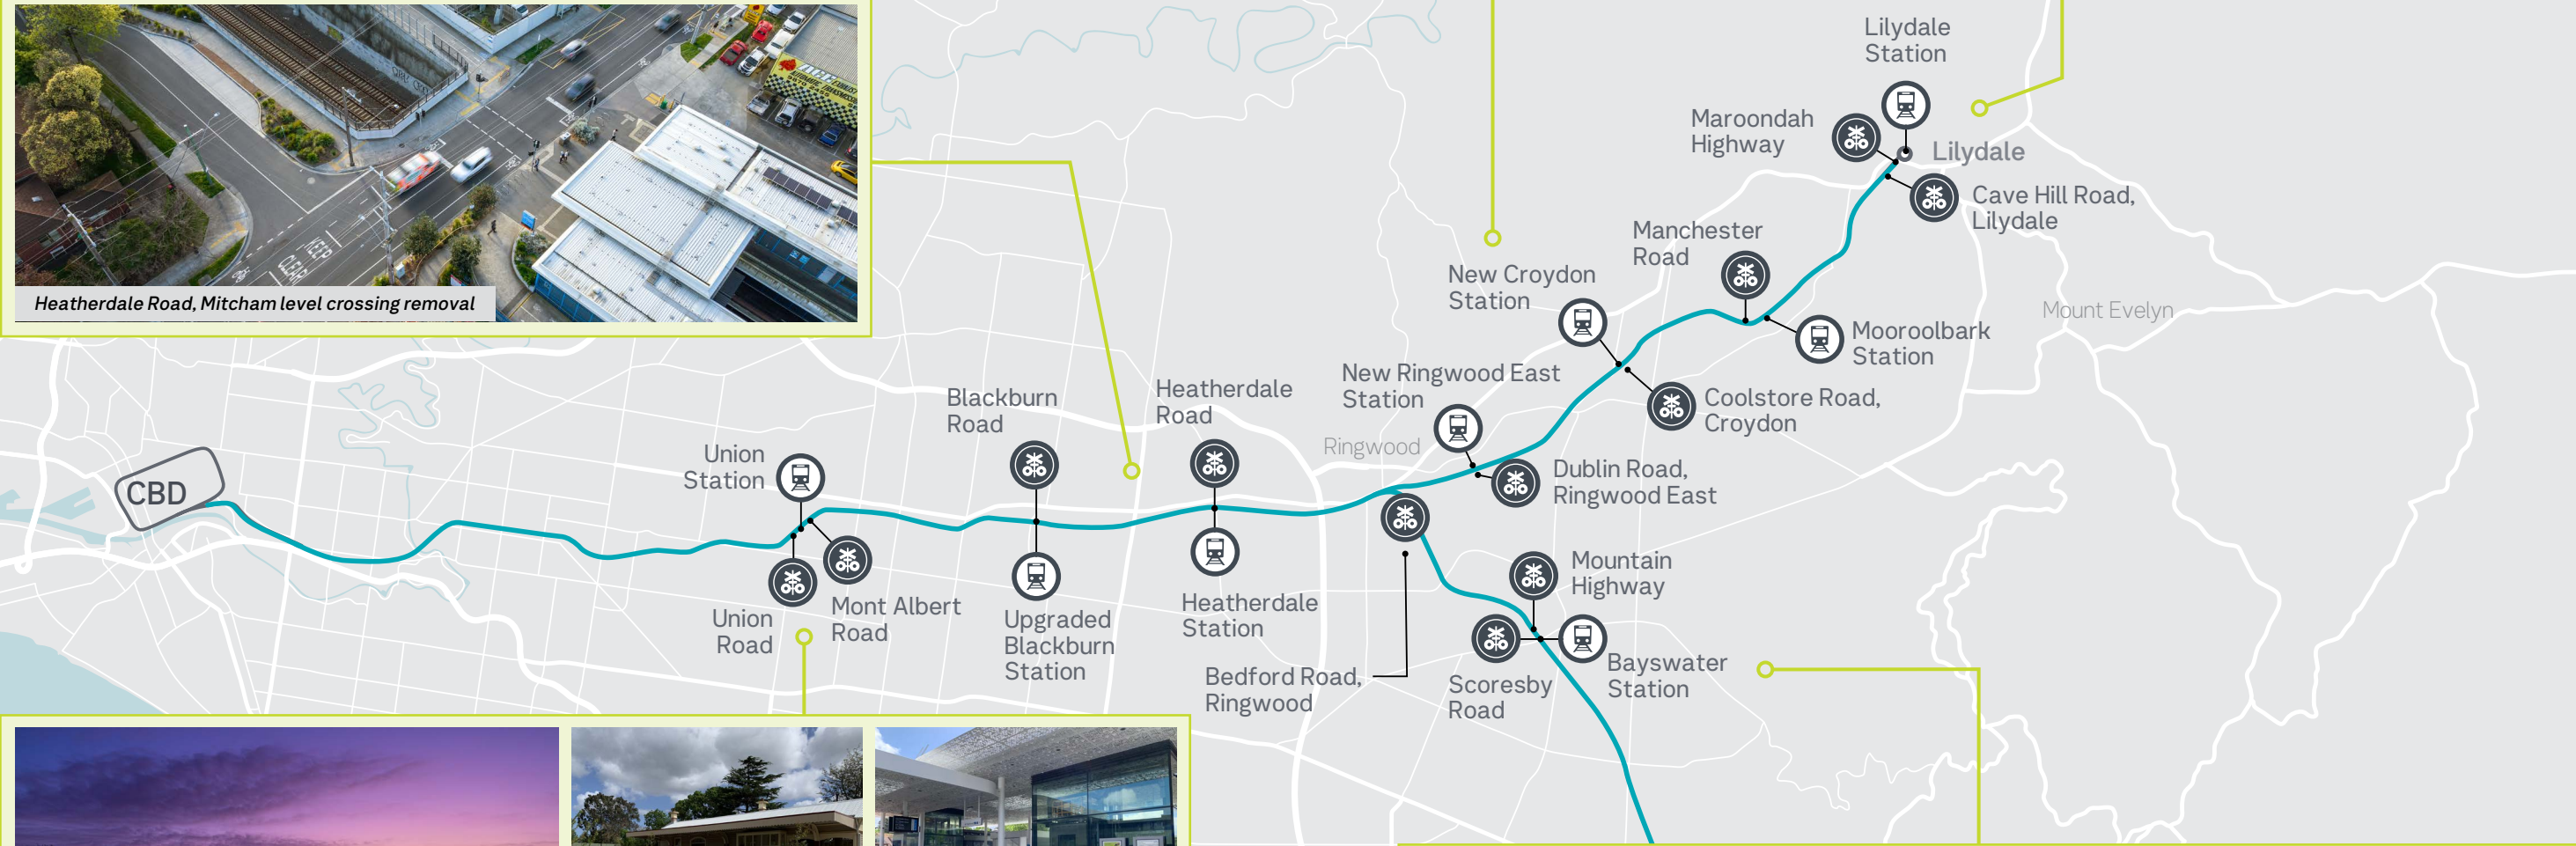 Lilydale
Station
Maroondah
Highway
Lilydale
Cave Hill Road,
Lilydale
Manchester
Road
New Croydon
Station
Mooroolbark
Station
Mount Evelyn
KEEP
CLEAR
Heatherdale Road, Mitcham level crossing removal
New Ringwood East
Station
Coolstore Road,
Croydon
Blackburn
Road
Heatherdale
Road
Ringwood
Union
Station
CBD
Dublin Road,
Ringwood East
Mountain
Highway
Union
Road
Mont Albert
Road
Upgraded
Blackburn
Station
Heatherdale
Station
Bedford Road,
Ringwood
Scoresby
Road
Bayswater
Station